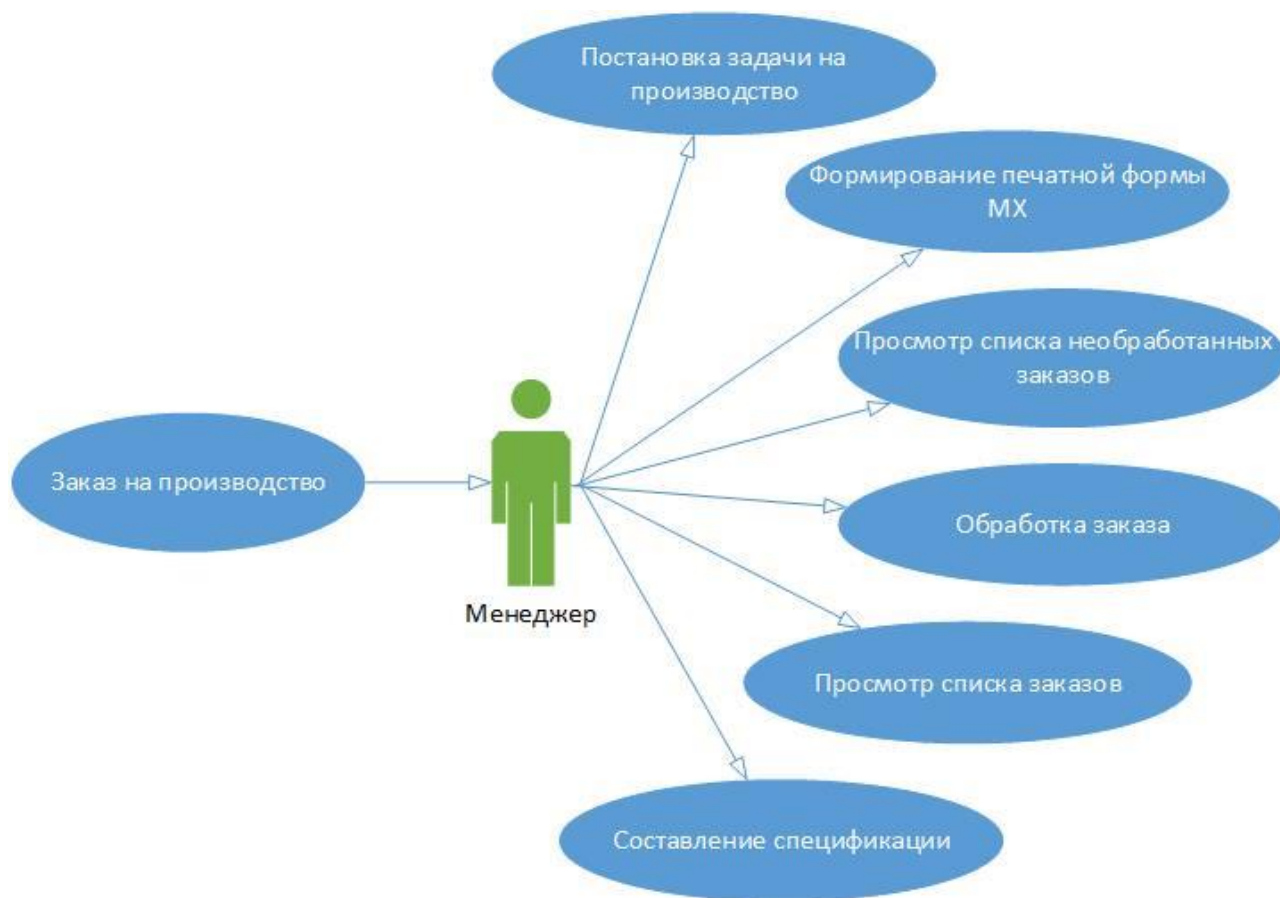 Постановка задачи на
производство
Формирование печатной формы
МХ
Просмотр списка необработанных
заказов
Заказ на производство
Обработка заказа
Менеджер
Просмотр списка заказов
Составление спецификации